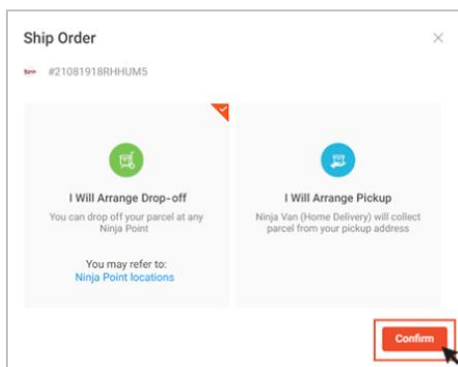 Ship Order
#21081918RHHUM5
I Will Arrange Drop-off
You can drop off your parcel at any
Ninja Point
You may refer to:
Ninja Point locations
I Will Arrange Pickup
Ninja Van (Home Delivery) will collect
parcel from your pickup address
Confirm